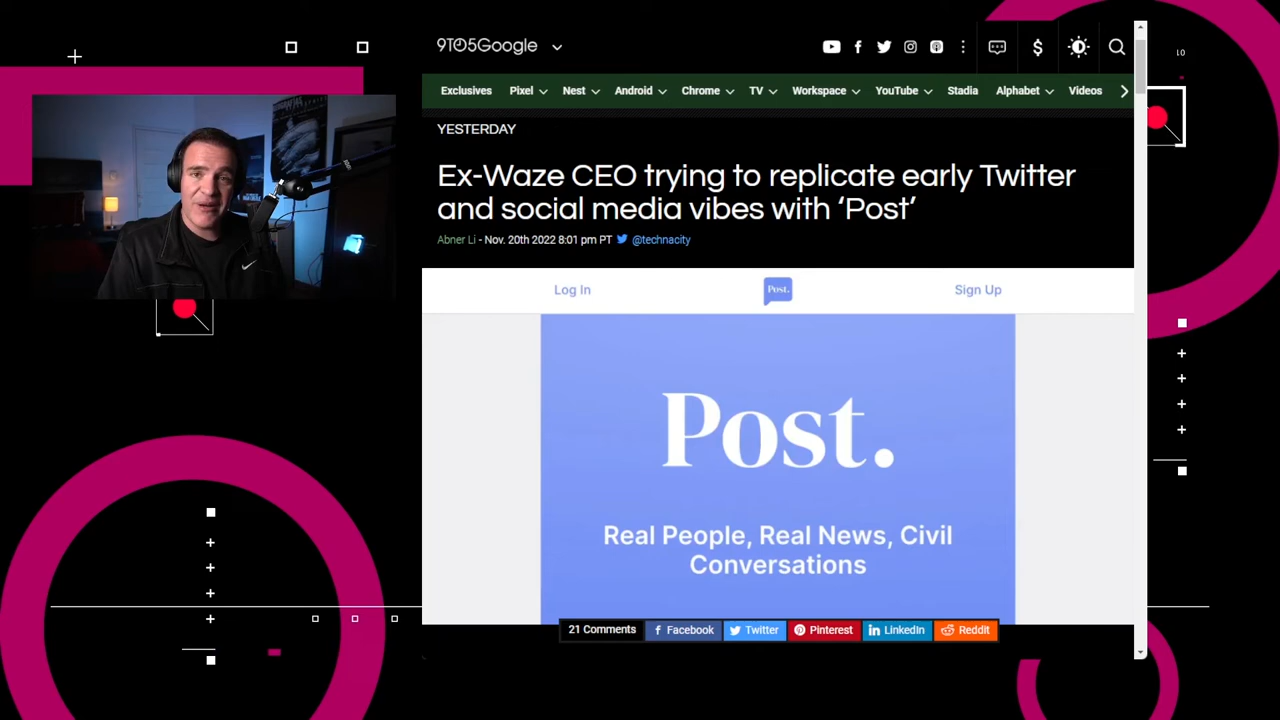 9TO5Google
Exclusives Pixel Nest Android Chrome TV Workspace YouTube Stadia Alphabet Videos
YESTERDAY
Ex-Waze CEO trying to replicate early Twitter
and social media vibes with ‘Post’
Abner Li - Nov. 20th 2022 8:01 pm PT @technacity
Log In Post. Sign Up
Post.
Real People, Real News, Civil
Conversations
21 Comments Facebook Twitter Pinterest LinkedIn Reddit
01